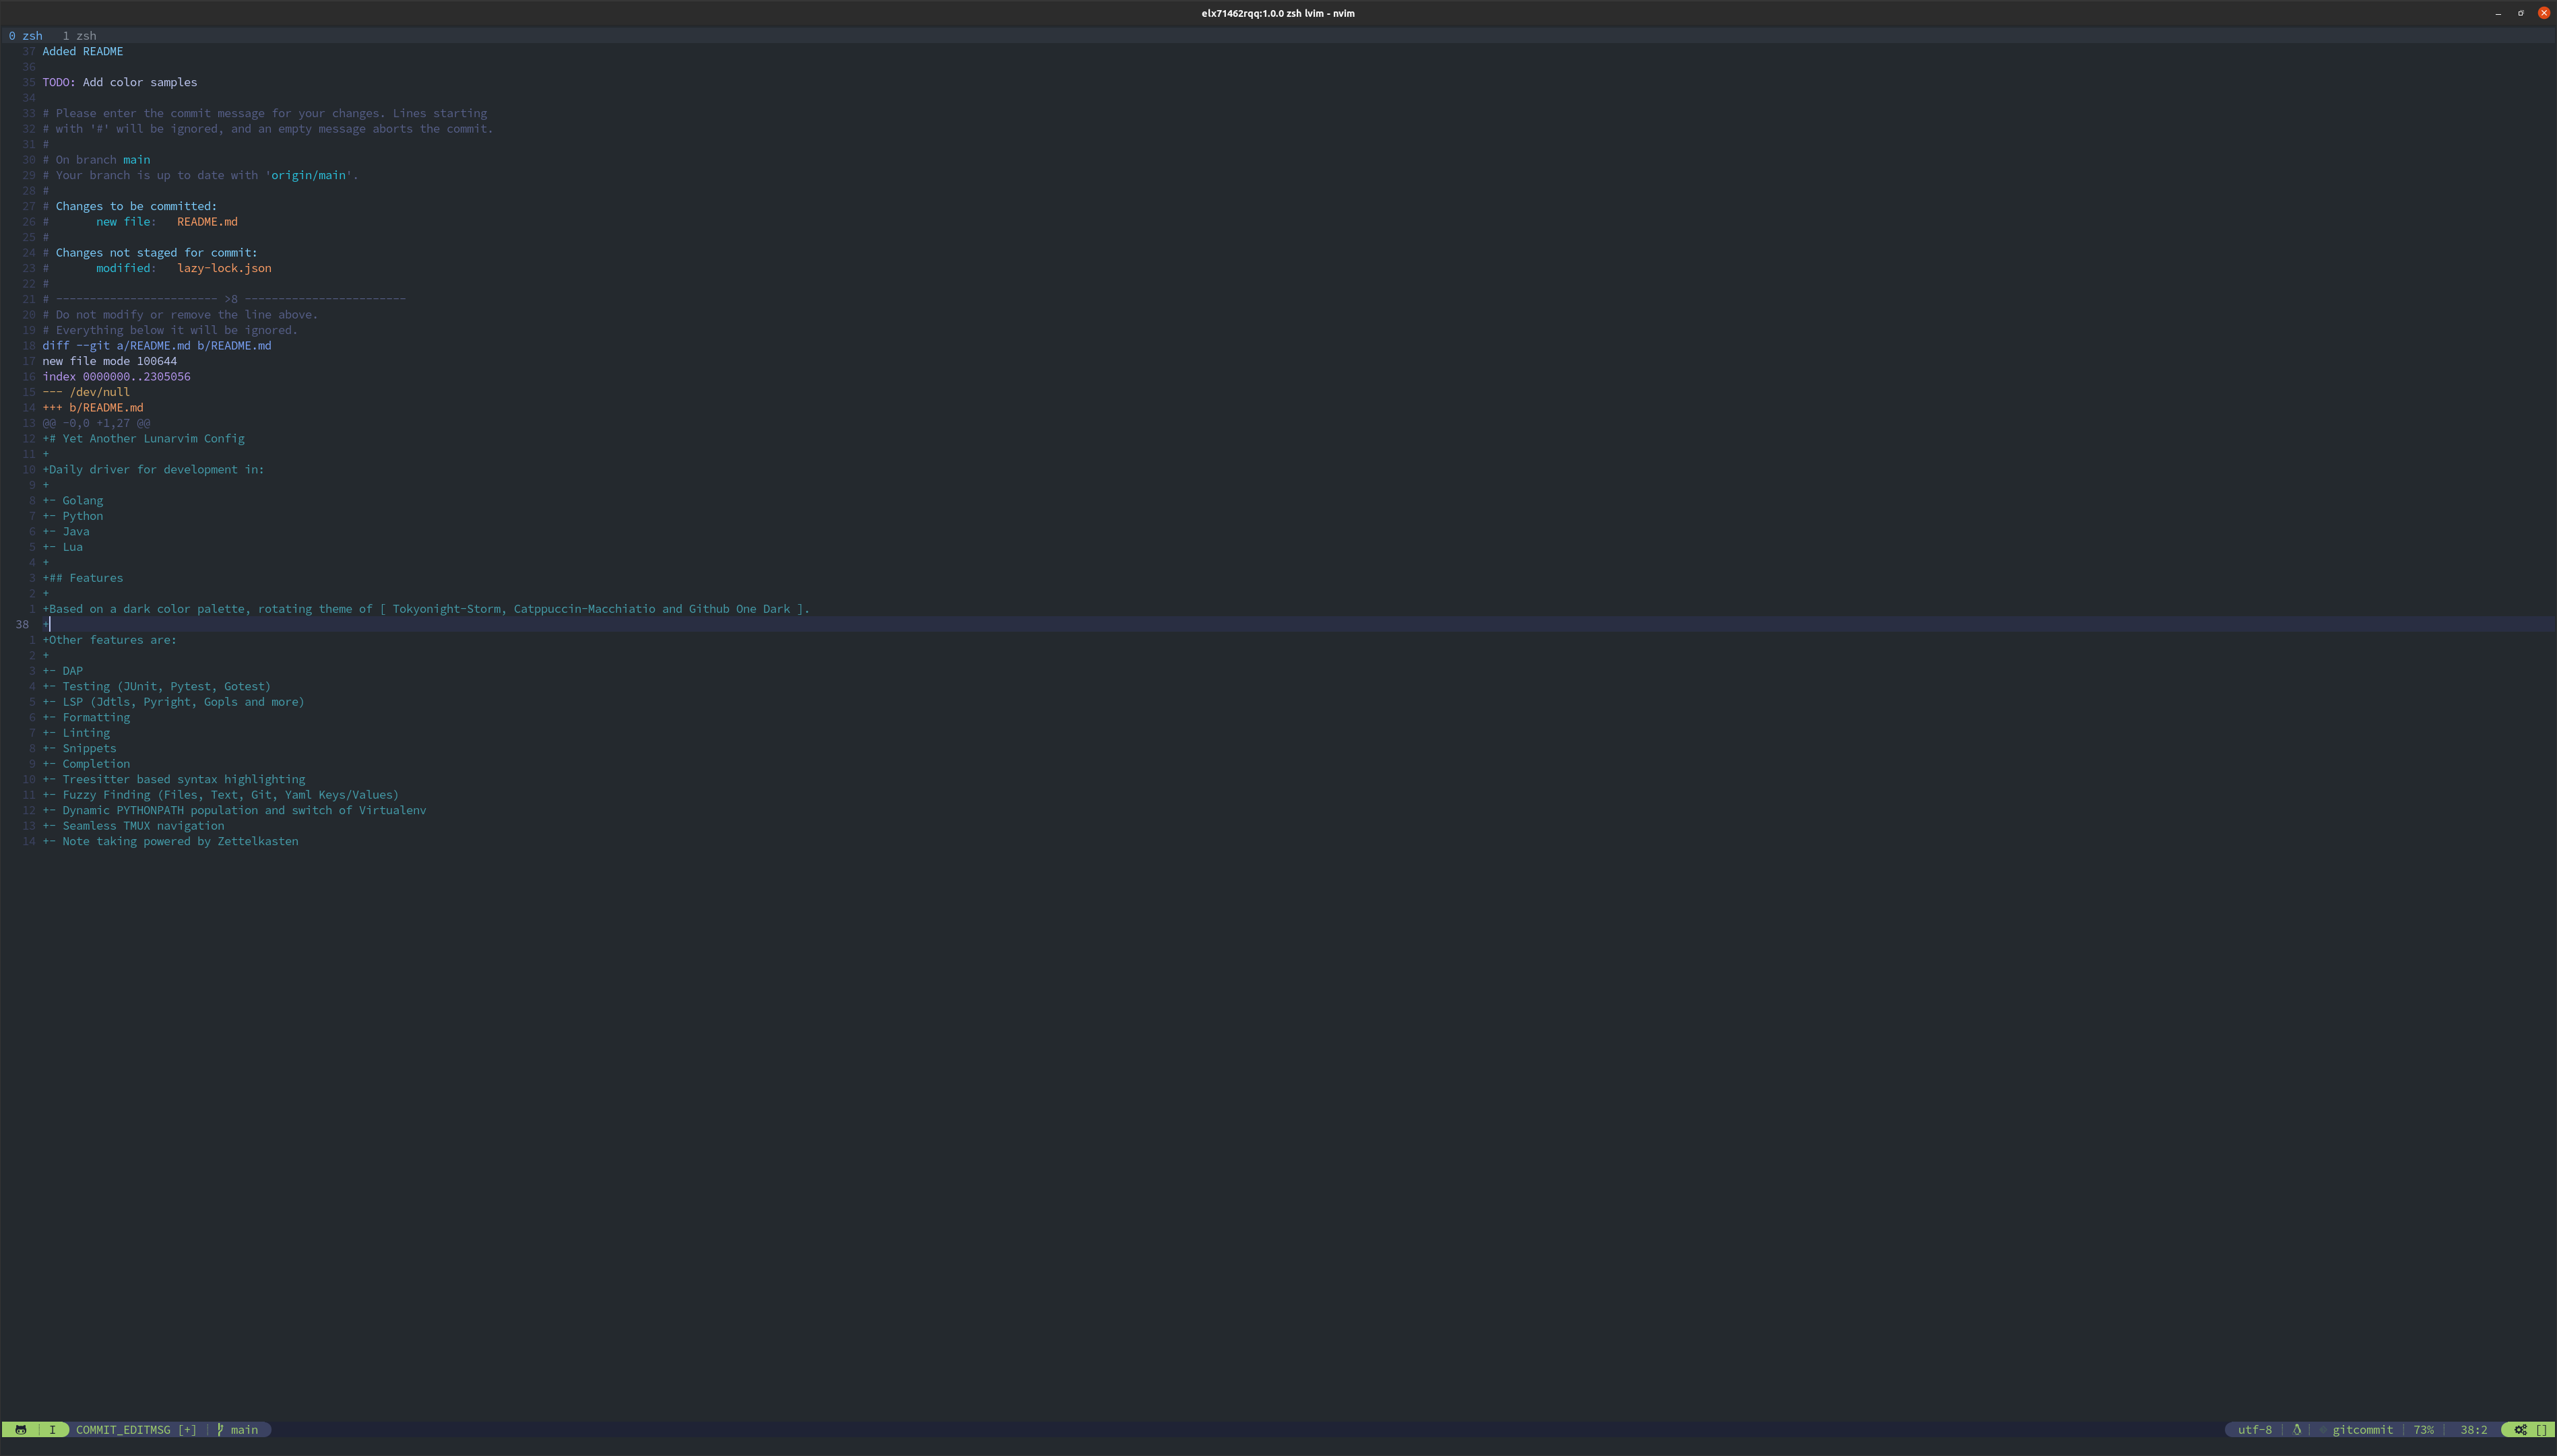 elx71462rqq:1.0.0 zsh lvim - nvim
0 zsh 1 zsh
37 Added README
36
35 TODO: Add color samples
34
33 # Please enter the commit message for your changes. Lines starting
32 # with '#' will be ignored, and an empty message aborts the commit.
31 #
30 # On branch main
29 # Your branch is up to date with 'origin/main'.
28 #
27 # Changes to be committed:
26 #       new file:   README.md
25 #
24 # Changes not staged for commit:
23 #       modified:   lazy-lock.json
22 #
21 # ------------------------ >8 ------------------------
20 # Do not modify or remove the line above.
19 # Everything below it will be ignored.
18 diff --git a/README.md b/README.md
17 new file mode 100644
16 index 0000000..2305056
15 --- /dev/null
14 +++ b/README.md
13 @@ -0,0 +1,27 @@
12 +# Yet Another Lunarvim Config
11 +
10 +Daily driver for development in:
9 +
8 +- Golang
7 +- Python
6 +- Java
5 +- Lua
4 +
3 +## Features
2 +
1 +Based on a dark color palette, rotating theme of [ Tokyonight-Storm, Catppuccin-Macchiatio and Github One Dark ].
38 +
1 +Other features are:
2 +
3 +- DAP
4 +- Testing (JUnit, Pytest, Gotest)
5 +- LSP (Jdtls, Pyright, Gopls and more)
6 +- Formatting
7 +- Linting
8 +- Snippets
9 +- Completion
10 +- Treesitter based syntax highlighting
11 +- Fuzzy Finding (Files, Text, Git, Yaml Keys/Values)
12 +- Dynamic PYTHONPATH population and switch of Virtualenv
13 +- Seamless TMUX navigation
14 +- Note taking powered by Zettelkasten
I COMMIT_EDITMSG [+] | main utf-8 | | gitcommit | 73% | 38:2 []